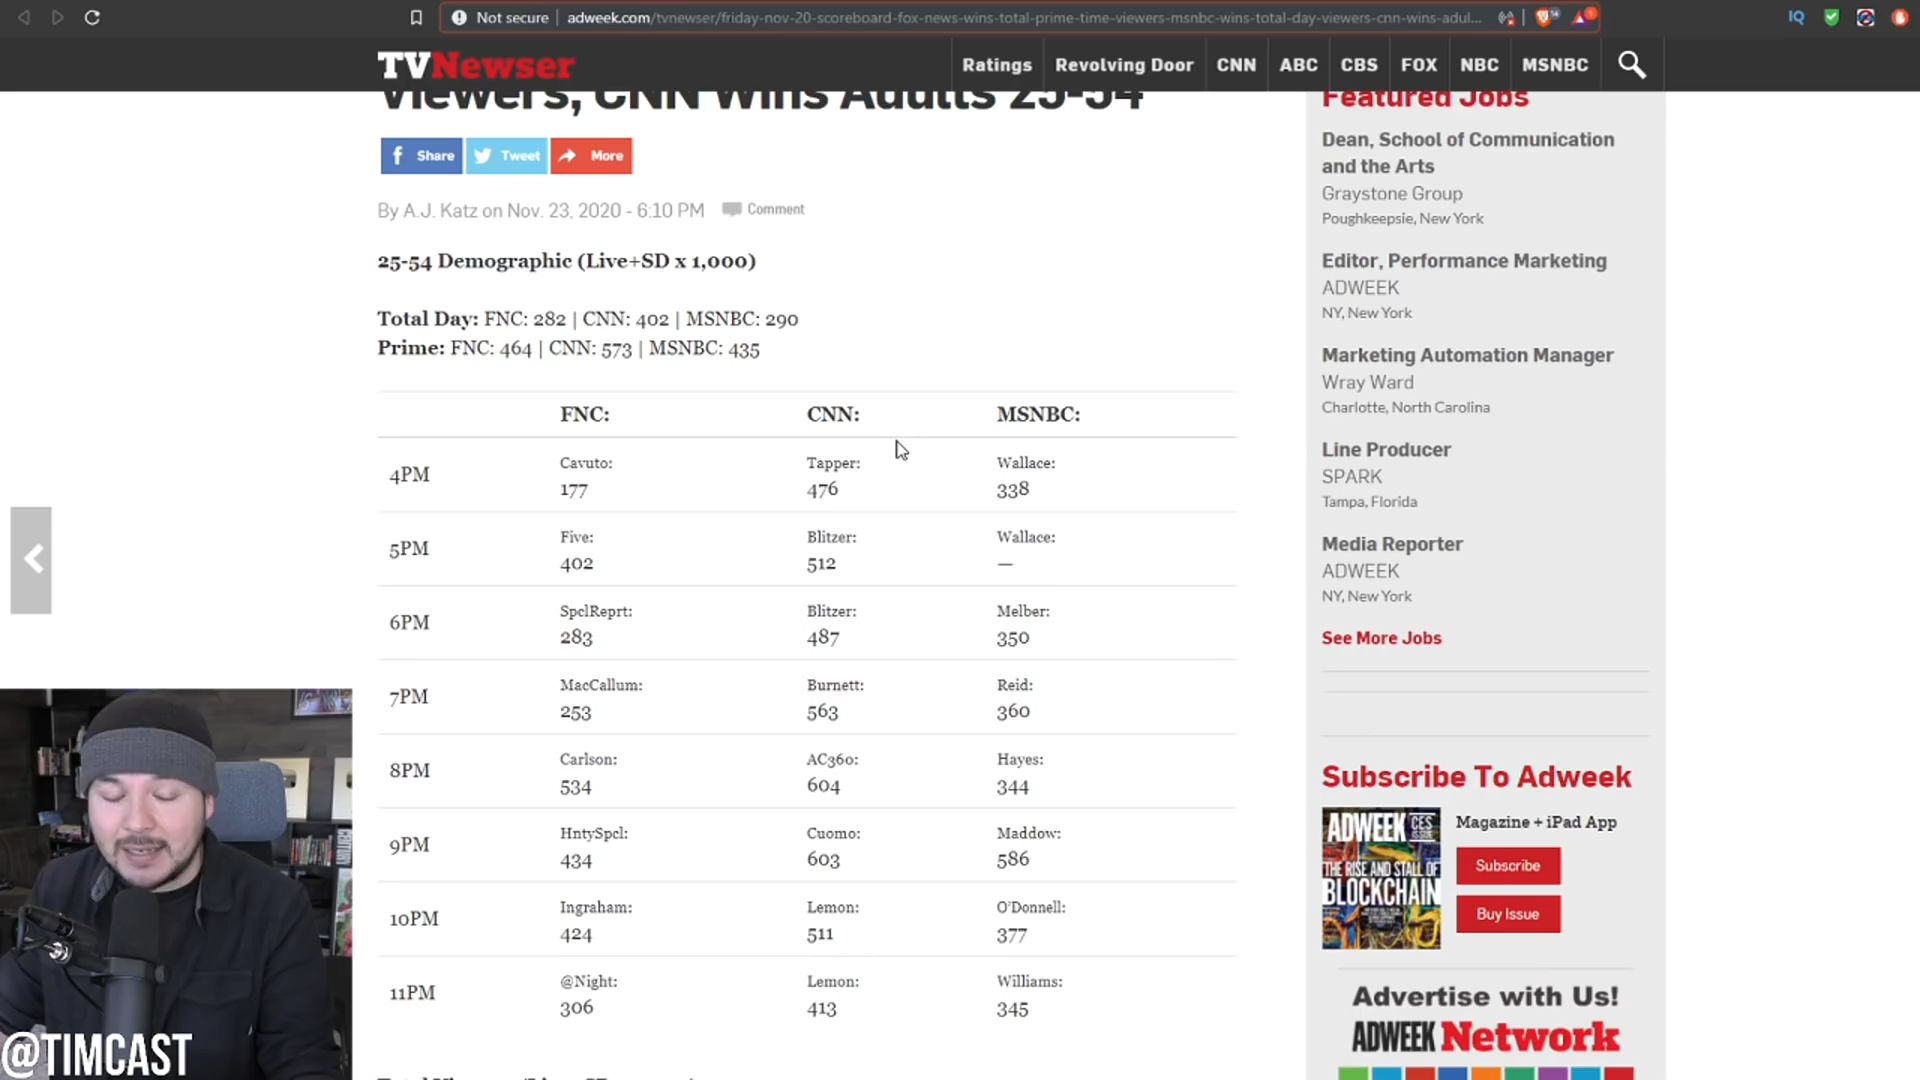 Not secure
adweek.com/tvnewser/friday-nov-20-scoreboard-fox-news-wins-total-prime-time-viewers-msnbc-wins-total-day-viewers-cnn-wins-adul...
IQ
TVNewser
Ratings
Revolving Door
CNN
ABC
CBS
FOX
NBC
MSNBC
Viewers, CNN Wins Adults 25-54
Share
Tweet
More
By A.J. Katz on Nov. 23, 2020 - 6:10 PM
Comment
25-54 Demographic (Live+SD x 1,000)
Total Day: FNC: 282 | CNN: 402 | MSNBC: 290
Prime: FNC: 464 | CNN: 573 | MSNBC: 435
FNC: CNN: MSNBC:
4PM Cavuto: 177 Tapper: 476 Wallace: 338
5PM Five: 402 Blitzer: 512 Wallace: —
6PM SpclReprt: 283 Blitzer: 487 Melber: 350
7PM MacCallum: 253 Burnett: 563 Reid: 360
8PM Carlson: 534 AC360: 604 Hayes: 344
9PM HntySpcl: 434 Cuomo: 603 Maddow: 586
10PM Ingraham: 424 Lemon: 511 O'Donnell: 377
11PM @Night: 306 Lemon: 413 Williams: 345
Featured Jobs
Dean, School of Communication
and the Arts
Graystone Group
Poughkeepsie, New York
Editor, Performance Marketing
ADWEEK
NY, New York
Marketing Automation Manager
Wray Ward
Charlotte, North Carolina
Line Producer
SPARK
Tampa, Florida
Media Reporter
ADWEEK
NY, New York
See More Jobs
Subscribe To Adweek
ADWEEK CES ISSUE
THE RISE AND STALL OF
BLOCKCHAIN
Magazine + iPad App
Subscribe
Buy Issue
Advertise with Us!
ADWEEK Network
@TIMCAST